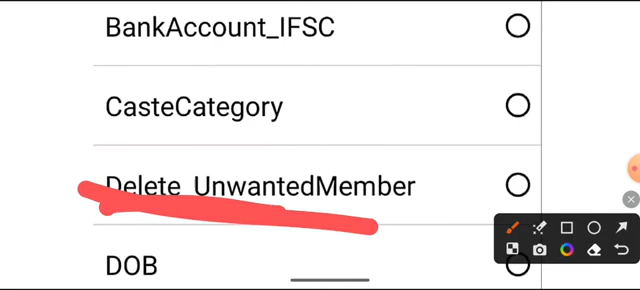 BankAccount_IFSC
CasteCategory
Delete_UnwantedMember
DOB